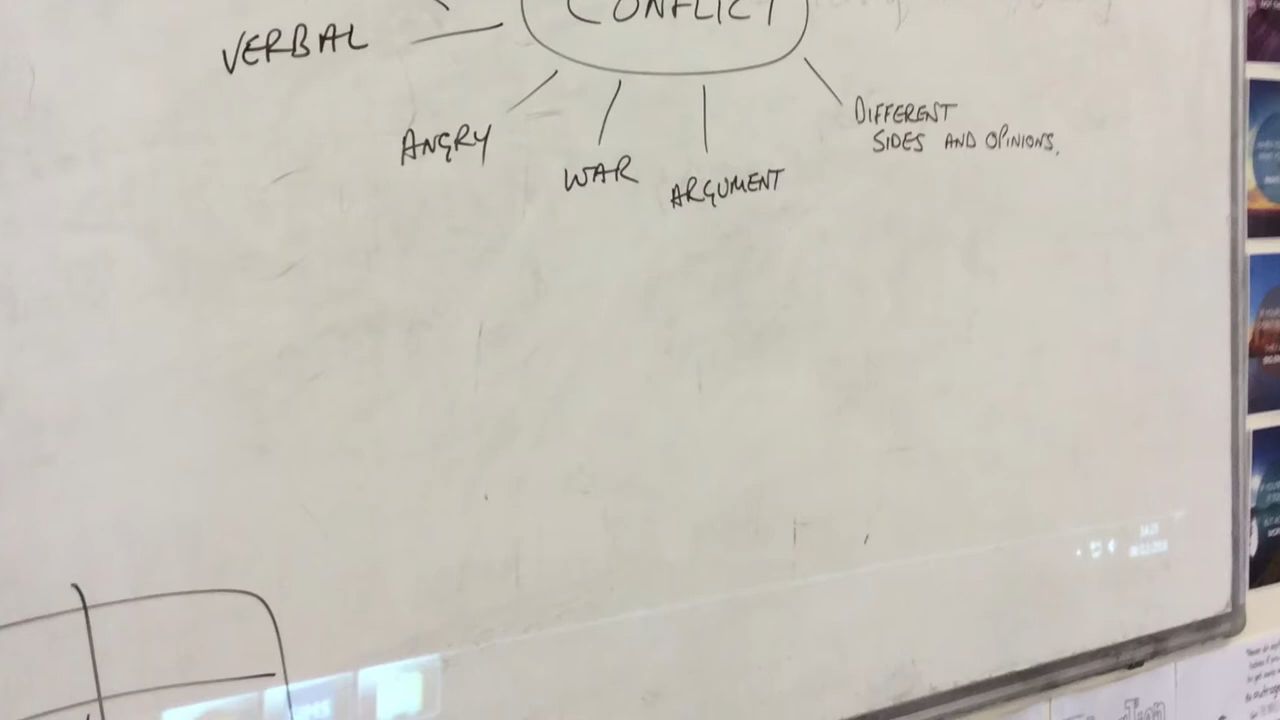 CONFLICT
VERBAL
ANGRY
WAR
ARGUMENT
DIFFERENT
SIDES AND OPINIONS.